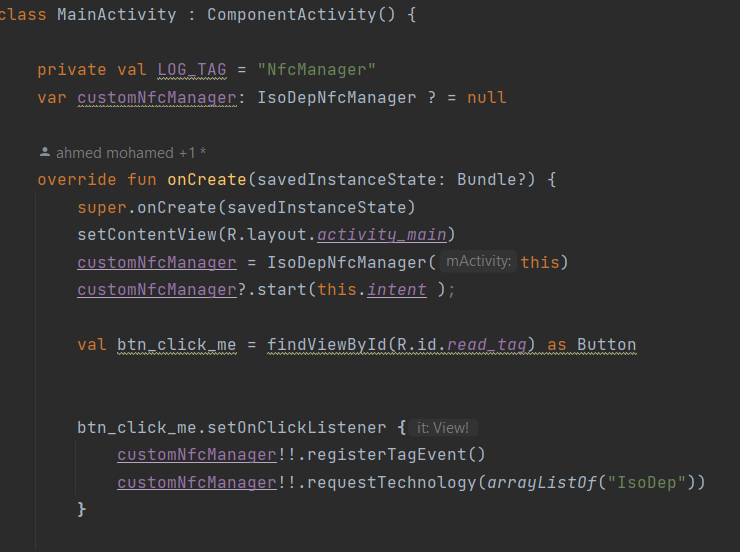 class MainActivity : ComponentActivity() {
private val LOG_TAG = "NfcManager"
var customNfcManager: IsoDepNfcManager ? = null
ahmed mohamed +1 *
override fun onCreate(savedInstanceState: Bundle?) {
super.onCreate(savedInstanceState)
setContentView(R.layout.activity_main)
customNfcManager = IsoDepNfcManager( mActivity: this)
customNfcManager?.start(this.intent );
val btn_click_me = findViewById(R.id.read_tag) as Button
btn_click_me.setOnClickListener { it: View!
customNfcManager!!.registerTagEvent()
customNfcManager!!.requestTechnology(arrayListOf("IsoDep"))
}